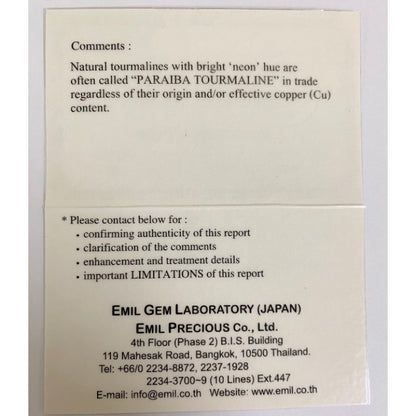 Comments :
Natural tourmalines with bright ‘neon’ hue are
often called “PARAIBA TOURMALINE” in trade
regardless of their origin and/or effective copper (Cu)
content.
* Please contact below for :
• confirming authenticity of this report
• clarification of the comments
• enhancement and treatment details
• important LIMITATIONS of this report
EMIL GEM LABORATORY (JAPAN)
EMIL PRECIOUS Co., Ltd.
4th Floor (Phase 2) B.I.S. Building
119 Mahesak Road, Bangkok, 10500 Thailand.
Tel: +66/0 2234-8872, 2237-1928
2234-3700~9 (10 Lines) Ext.447
E-mail: info@emil.co.th Website: www.emil.co.th